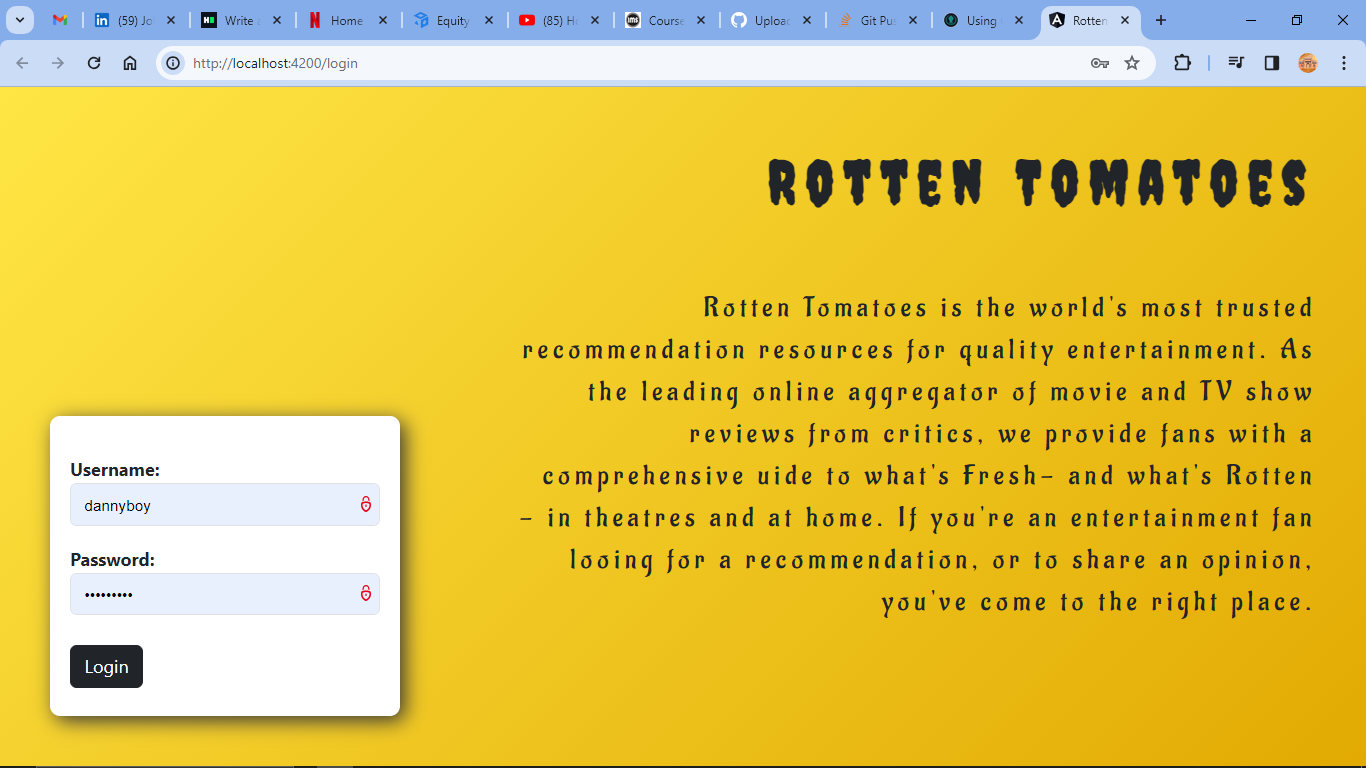 (59) Jo
Write a
Home
Equity
(85) Ho
Course
Uploa
Git Pus
Using
Rotten
http://localhost:4200/login
ROTTEN TOMATOES
Rotten Tomatoes is the world's most trusted
recommendation resources for quality entertainment. As
the leading online aggregator of movie and TV show
reviews from critics, we provide fans with a
comprehensive uide to what's Fresh– and what's Rotten
– in theatres and at home. If you're an entertainment fan
looing for a recommendation, or to share an opinion,
you've come to the right place.
Username:
dannyboy
Password:
•••••••••
Login